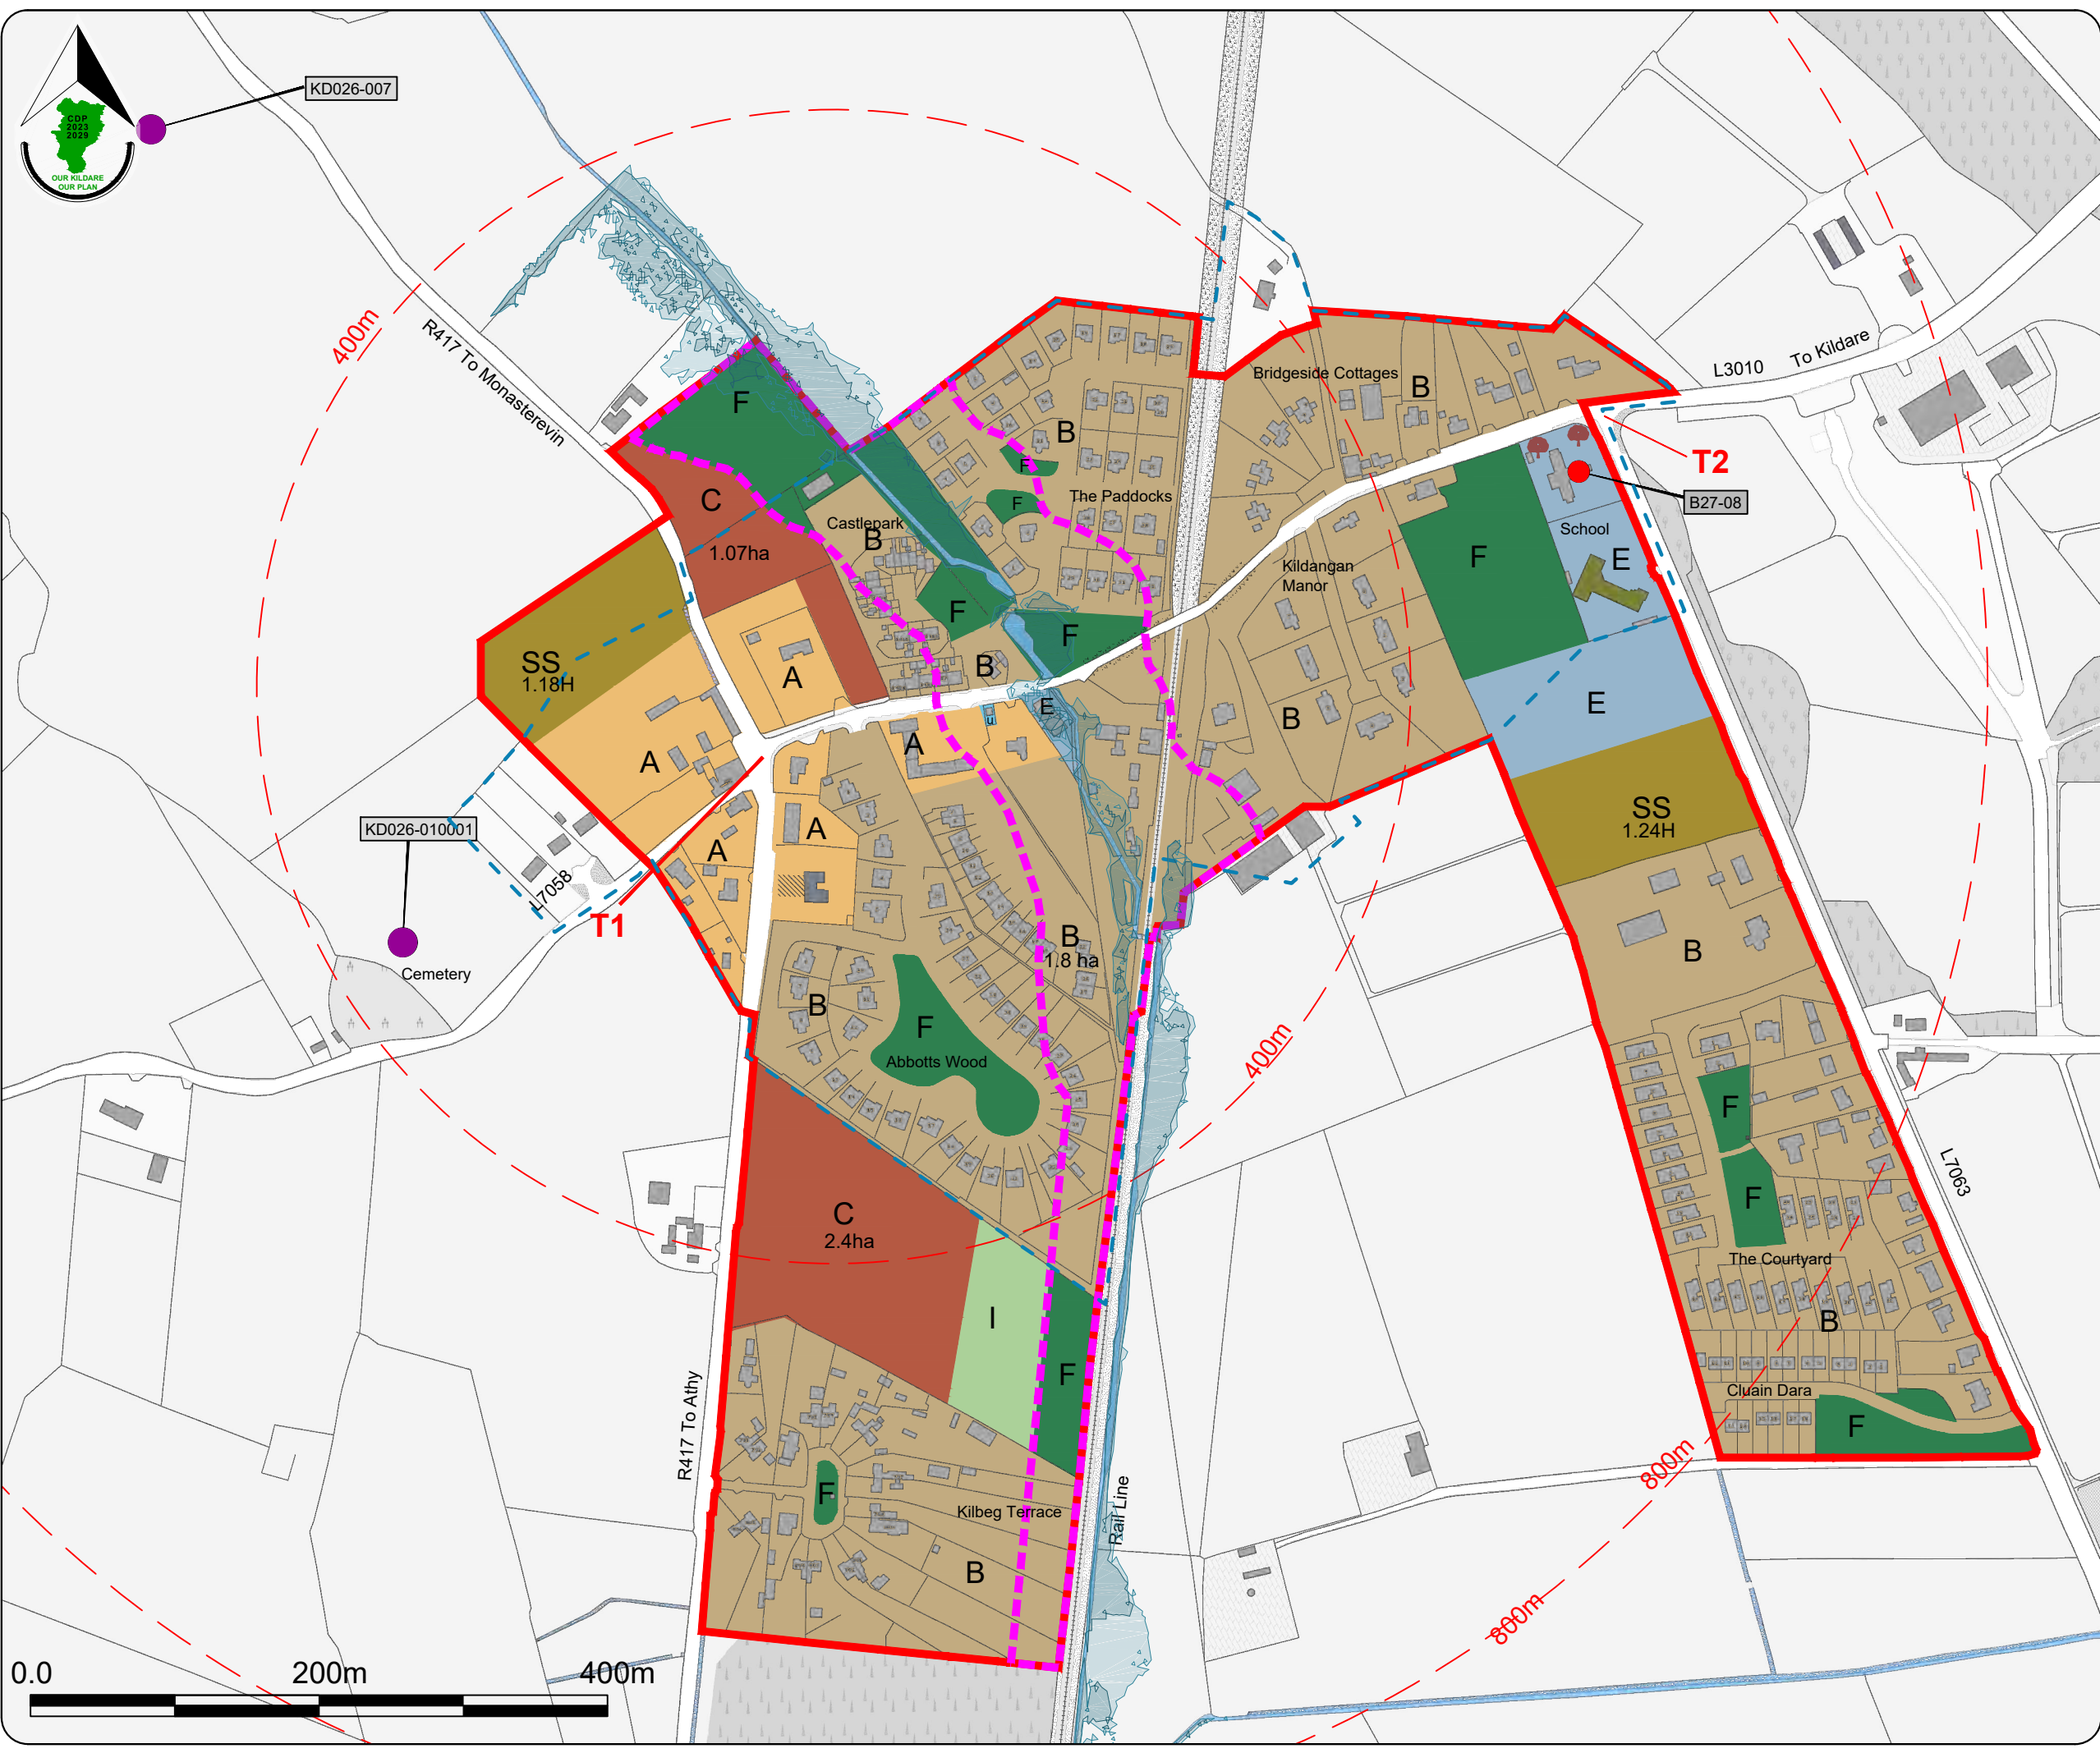 KD026-007
CDP
2023
2029
OUR KILDARE
OUR PLAN
400m
R417 To Monasterevin
F
C
1.07ha
Castlepark
B
F
B
F
F
The Paddocks
Bridgeside Cottages
B
L3010
To Kildare
T2
B27-08
School
E
F
Kildangan
Manor
SS
1.18H
A
B
F
E
U
B
E
A
A
A
A
SS
1.24H
KD026-010001
L7058
T1
Cemetery
B
1.8 ha
B
F
Abbotts Wood
B
400m
F
F
L7063
C
2.4ha
The Courtyard
B
I
F
Cluain Dara
F
R417 To Athy
800m
F
Kilbeg Terrace
Rail Line
B
800m
0.0
200m
400m